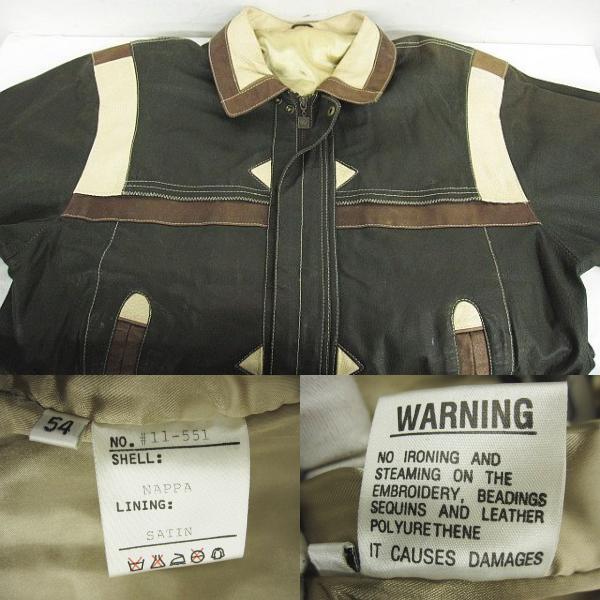 54
NO. #11-551
SHELL:
NAPPA
LINING:
SATIN
WARNING
NO IRONING AND
STEAMING ON THE
EMBROIDERY, BEADINGS
SEQUINS AND LEATHER
POLYURETHENE
IT CAUSES DAMAGES